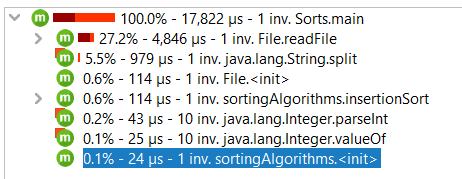 m 100.0% - 17,822 µs - 1 inv. Sorts.main
m 27.2% - 4,846 µs - 1 inv. File.readFile
m 5.5% - 979 µs - 1 inv. java.lang.String.split
m 0.6% - 114 µs - 1 inv. File.<init>
m 0.6% - 114 µs - 1 inv. sortingAlgorithms.insertionSort
m 0.2% - 43 µs - 10 inv. java.lang.Integer.parseInt
m 0.1% - 25 µs - 10 inv. java.lang.Integer.valueOf
m 0.1% - 24 µs - 1 inv. sortingAlgorithms.<init>